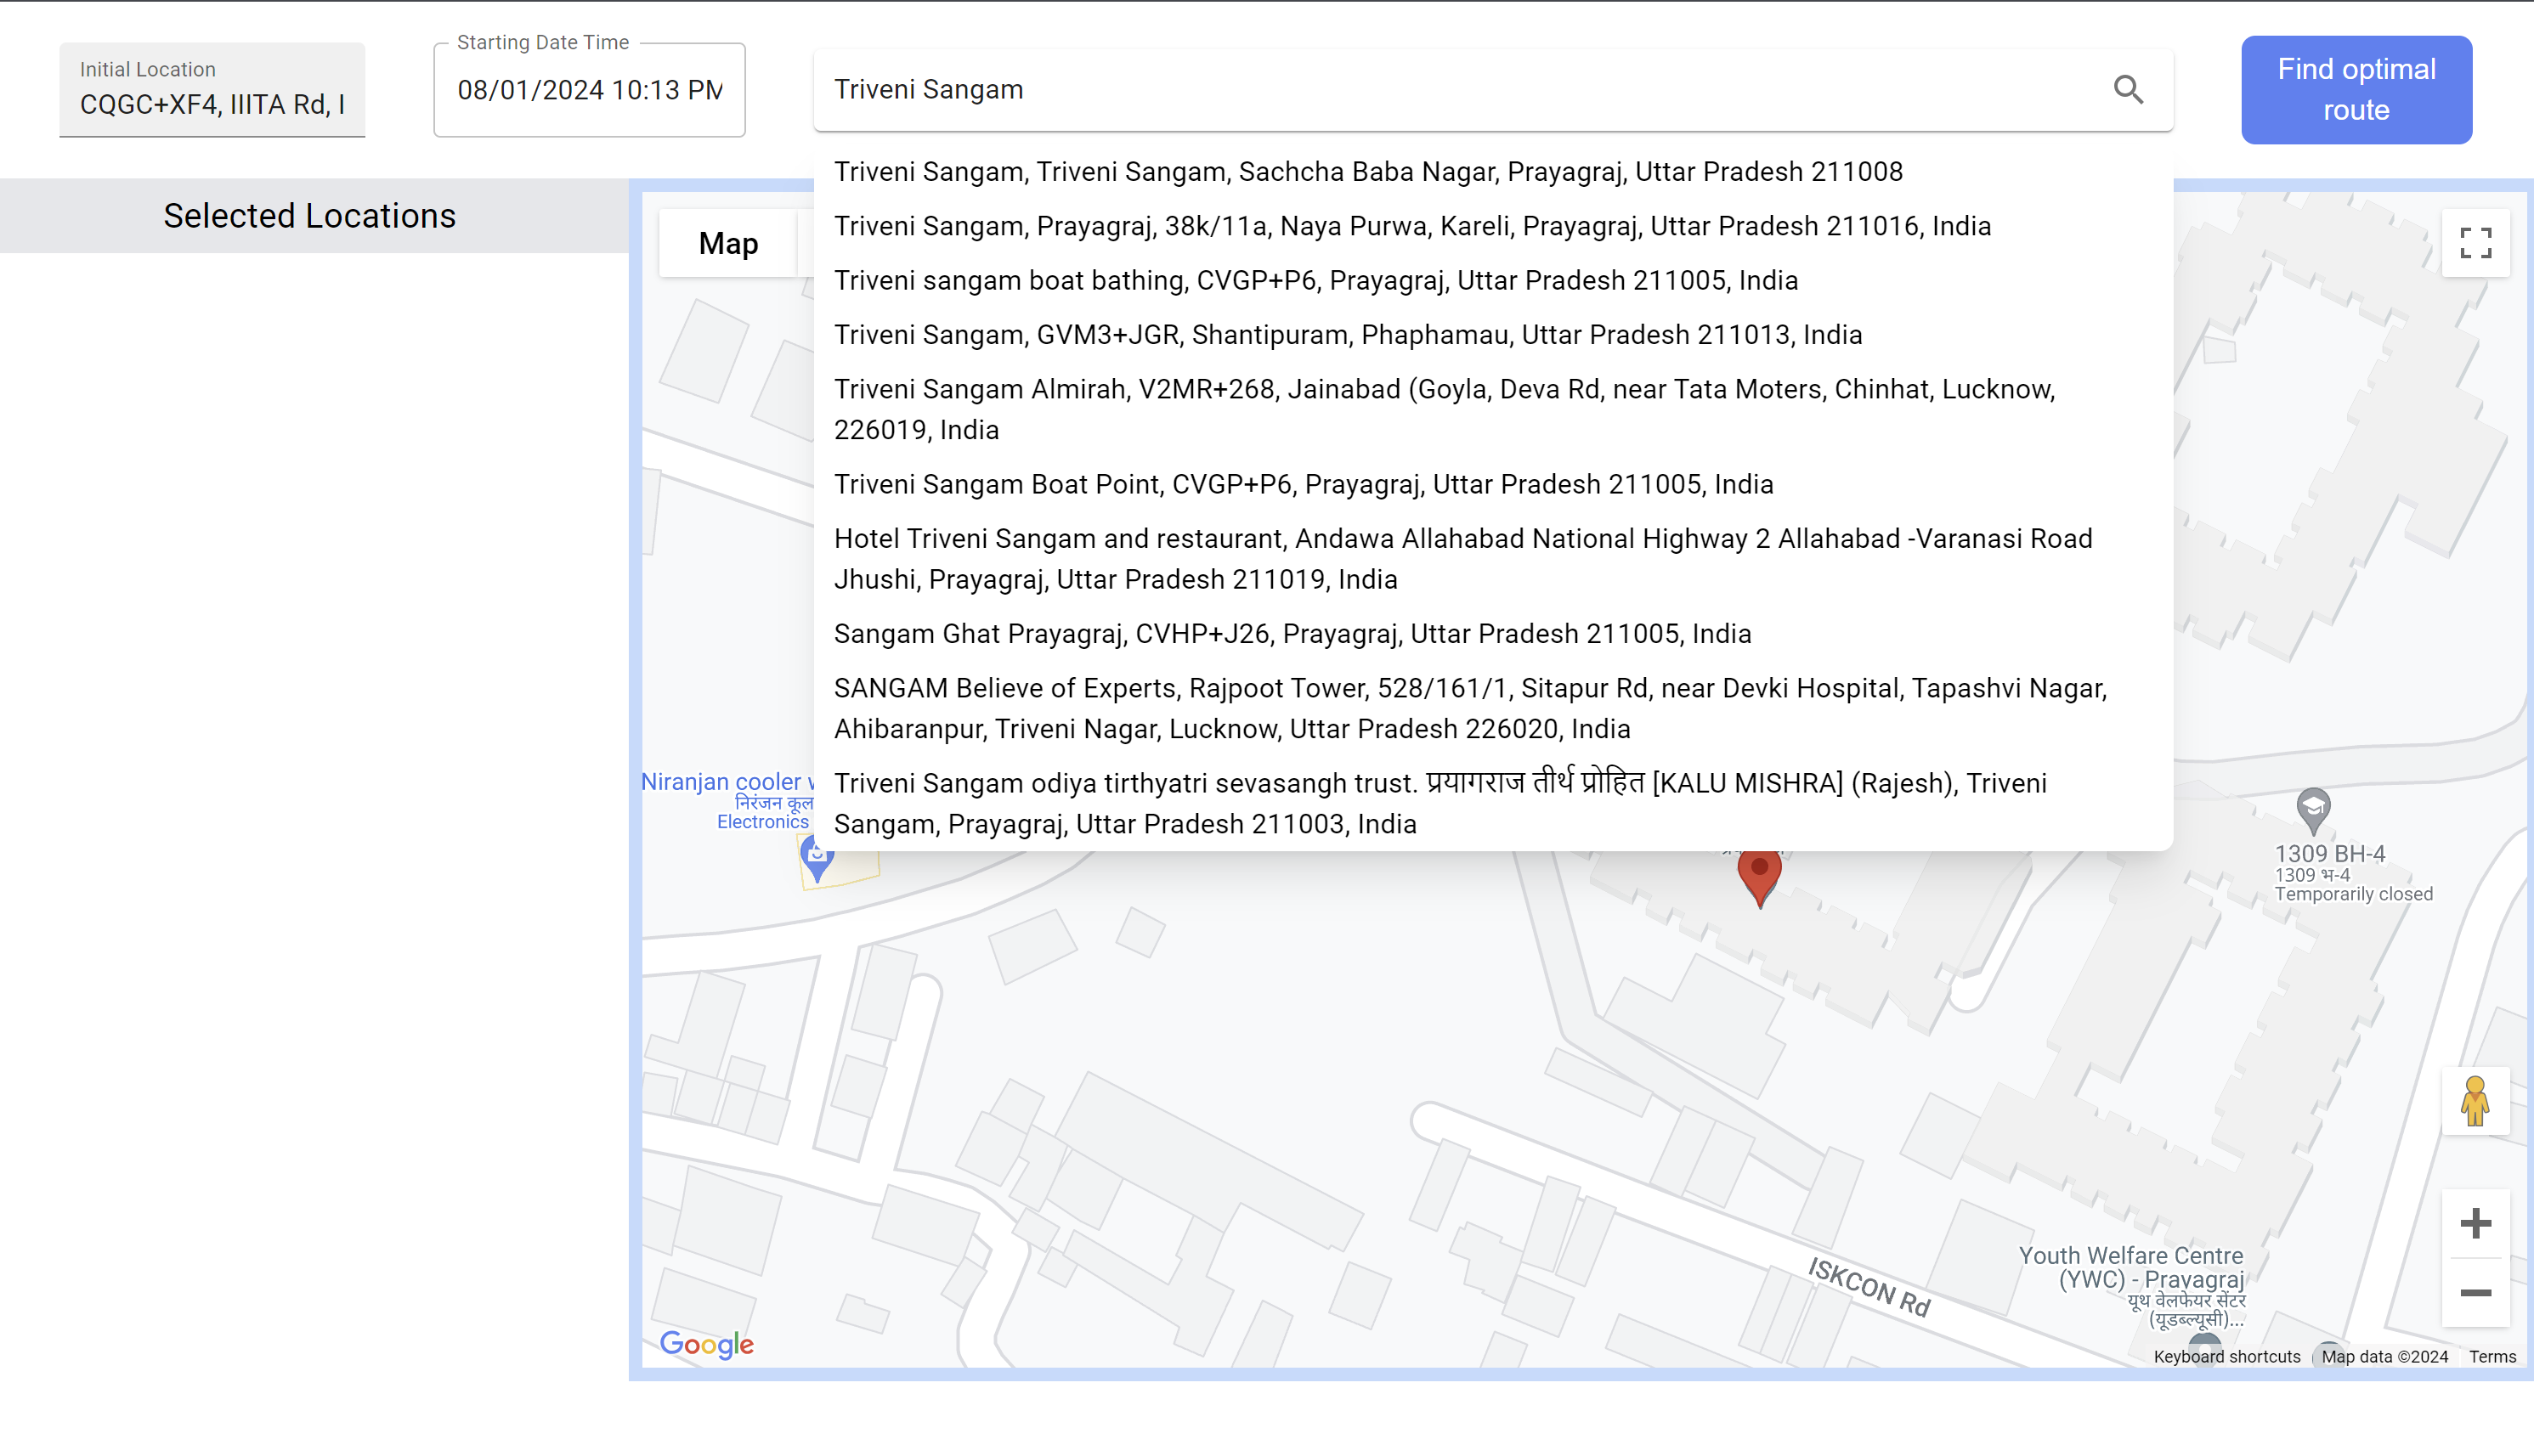 Initial Location
CQGC+XF4, IIITA Rd, I
Starting Date Time
08/01/2024 10:13 PM
Triveni Sangam
Find optimal
route
Triveni Sangam, Triveni Sangam, Sachcha Baba Nagar, Prayagraj, Uttar Pradesh 211008
Triveni Sangam, Prayagraj, 38k/11a, Naya Purwa, Kareli, Prayagraj, Uttar Pradesh 211016, India
Triveni sangam boat bathing, CVGP+P6, Prayagraj, Uttar Pradesh 211005, India
Triveni Sangam, GVM3+JGR, Shantipuram, Phaphamau, Uttar Pradesh 211013, India
Triveni Sangam Almirah, V2MR+268, Jainabad (Goyla, Deva Rd, near Tata Moters, Chinhat, Lucknow,
226019, India
Triveni Sangam Boat Point, CVGP+P6, Prayagraj, Uttar Pradesh 211005, India
Hotel Triveni Sangam and restaurant, Andawa Allahabad National Highway 2 Allahabad -Varanasi Road
Jhushi, Prayagraj, Uttar Pradesh 211019, India
Sangam Ghat Prayagraj, CVHP+J26, Prayagraj, Uttar Pradesh 211005, India
SANGAM Believe of Experts, Rajpoot Tower, 528/161/1, Sitapur Rd, near Devki Hospital, Tapashvi Nagar,
Ahibaranpur, Triveni Nagar, Lucknow, Uttar Pradesh 226020, India
Triveni Sangam odiya tirthyatri sevasangh trust. प्रयागराज तीर्थ प्रोहित [KALU MISHRA] (Rajesh), Triveni
Sangam, Prayagraj, Uttar Pradesh 211003, India
Selected Locations
Map
Niranjan cooler
निरंजन कूल
Electronics
1309 BH-4
1309 भ-4
Temporarily closed
ISKCON Rd
Youth Welfare Centre
(YWC) - Prayagraj
यूथ वेलफेयर सेंटर
(यूडब्ल्यूसी)...
Google
Keyboard shortcuts
Map data ©2024
Terms